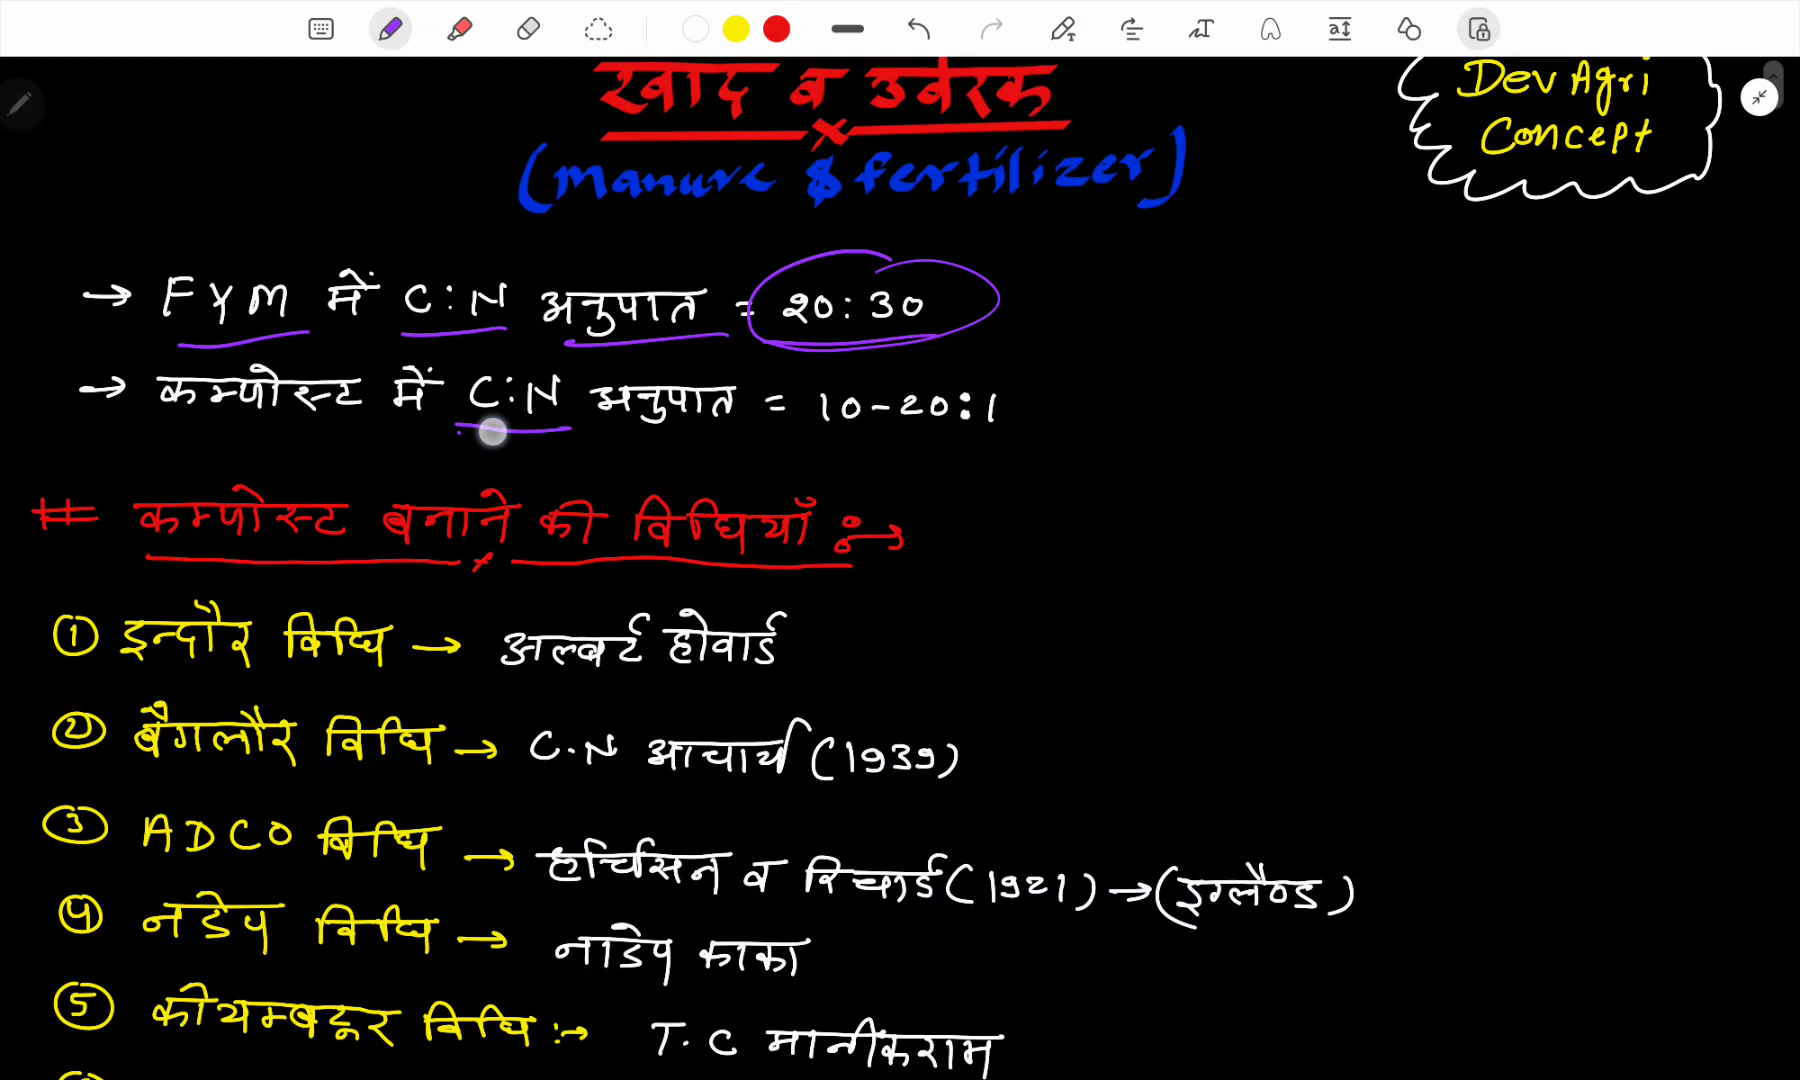 खाद व उर्वरक
(manure & fertilizer)
Dev Agri
Concept
→ FYM में C:N अनुपात = 20:30
→ कम्पोस्ट में C:N अनुपात = 10-20:1
# कम्पोस्ट बनाने की विधियाँ :→
① इन्दौर विधि → अल्बर्ट होवार्ड
② बैंगलौर विधि → C.N आचार्य (1939)
③ ADCO विधि → हचिंसन व रिचार्ड (1921) → (इग्लैण्ड)
④ नडेप विधि → नाडेप काका
⑤ कोयम्बटूर विधि :→ T.C मानीकराम